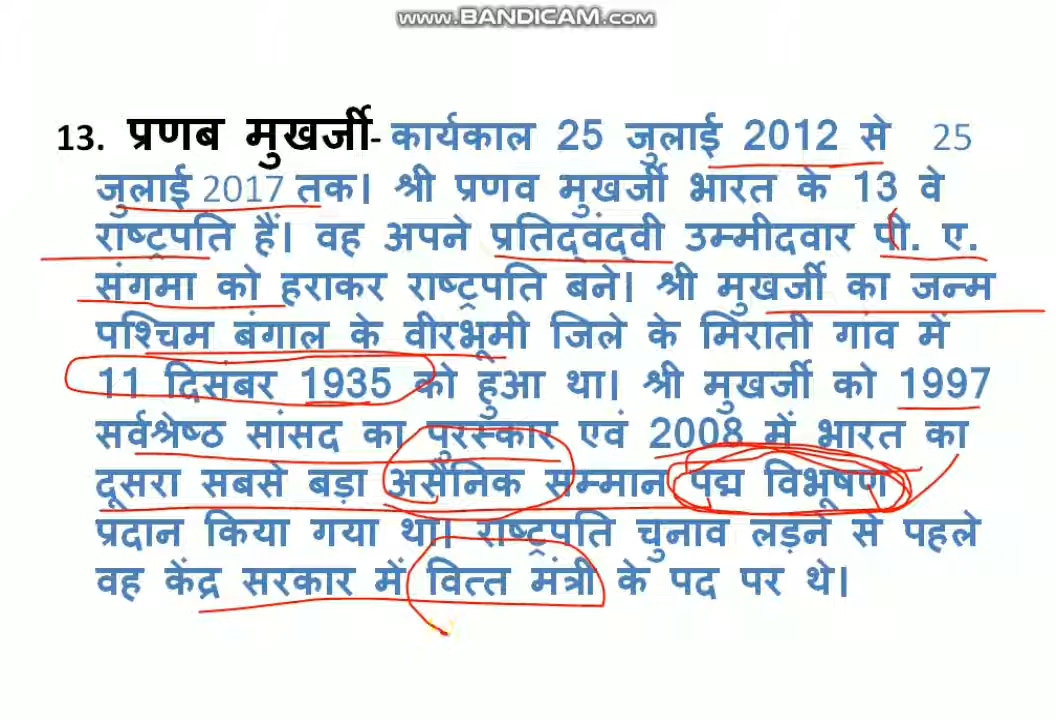 WWW.BANDICAM.COM
13. प्रणब मुखर्जी- कार्यकाल 25 जुलाई 2012 से 25
जुलाई 2017 तक। श्री प्रणव मुखर्जी भारत के 13 वे
राष्ट्रपति हैं। वह अपने प्रतिद्वंद्वी उम्मीदवार पी. ए.
संगमा को हराकर राष्ट्रपति बने। श्री मुखर्जी का जन्म
पश्चिम बंगाल के वीरभूमी जिले के मिराती गांव में
11 दिसंबर 1935 को हुआ था। श्री मुखर्जी को 1997
सर्वश्रेष्ठ सांसद का पुरस्कार एवं 2008 में भारत का
दूसरा सबसे बड़ा असैनिक सम्मान पद्म विभूषण
प्रदान किया गया था। राष्ट्रपति चुनाव लड़ने से पहले
वह केंद्र सरकार में वित्त मंत्री के पद पर थे।